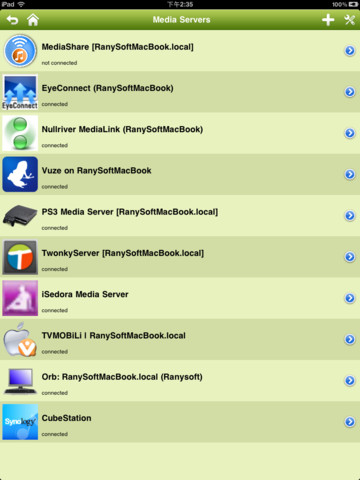 iPad
下午2:35
100%
Media Servers
MediaShare [RanySoftMacBook.local]
not connected
EyeConnect (RanySoftMacBook)
EyeConnect
connected
Nullriver MediaLink (RanySoftMacBook)
connected
Vuze on RanySoftMacBook
connected
PS3 Media Server [RanySoftMacBook.local]
connected
TwonkyServer [RanySoftMacBook.local]
connected
iSedora Media Server
connected
TVMOBiLi | RanySoftMacBook.local
connected
Orb: RanySoftMacBook.local (Ranysoft)
connected
CubeStation
Synology
connected